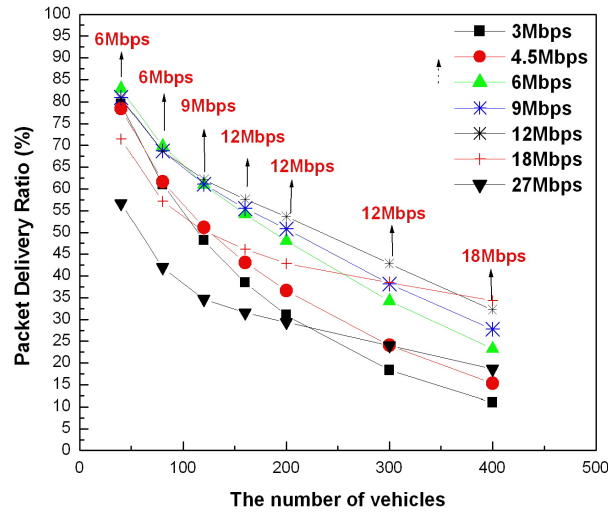 100
95
90
85
80
75
70
65
60
55
50
45
40
35
30
25
20
15
10
5
0
Packet Delivery Ratio (%)
6Mbps
6Mbps
9Mbps
12Mbps
12Mbps
12Mbps
18Mbps
3Mbps
4.5Mbps
6Mbps
9Mbps
12Mbps
18Mbps
27Mbps
0 100 200 300 400 500
The number of vehicles